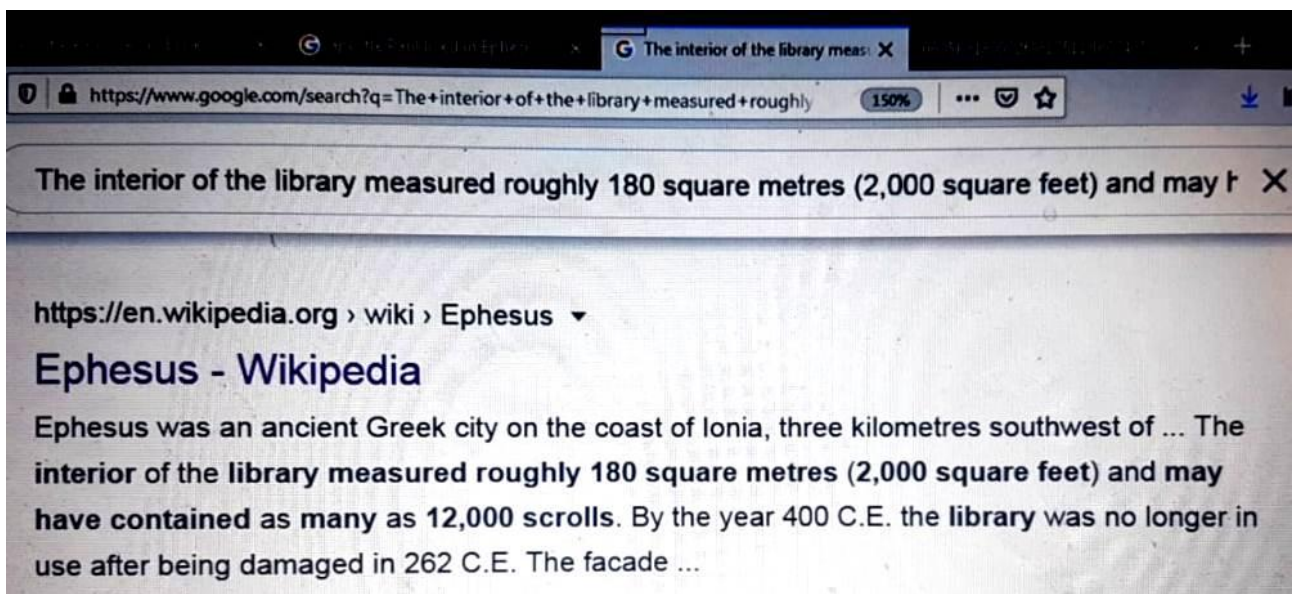 The interior of the library meas
https://www.google.com/search?q=The+interior+of+the+library+measured+roughly 150%
The interior of the library measured roughly 180 square metres (2,000 square feet) and may h
https://en.wikipedia.org › wiki › Ephesus
Ephesus - Wikipedia
Ephesus was an ancient Greek city on the coast of Ionia, three kilometres southwest of ... The
interior of the library measured roughly 180 square metres (2,000 square feet) and may
have contained as many as 12,000 scrolls. By the year 400 C.E. the library was no longer in
use after being damaged in 262 C.E. The facade ...